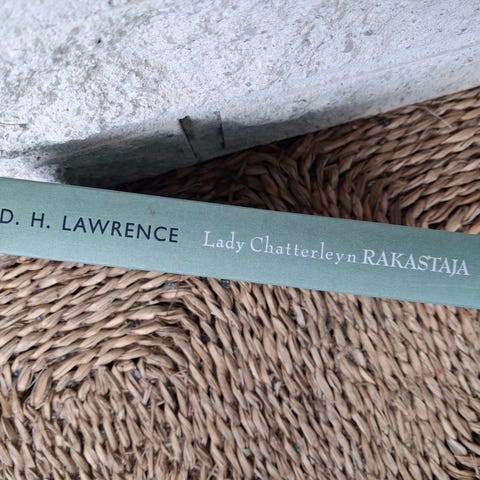 D. H. LAWRENCE Lady Chatterleyn RAKASTAJA